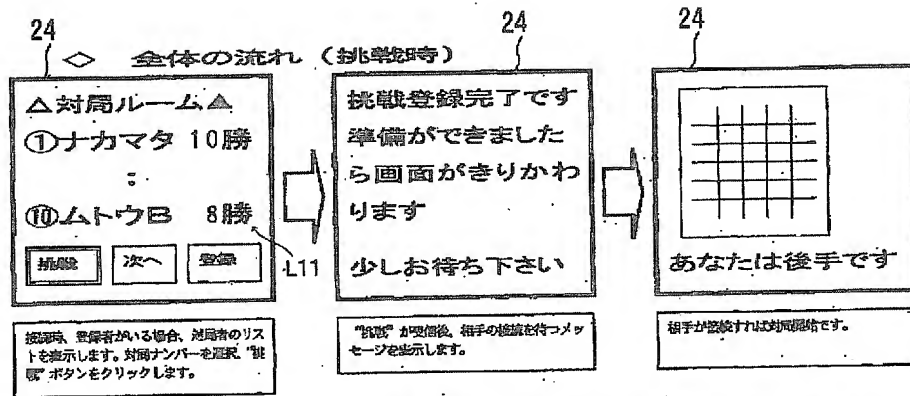 24
24
24
◇ 全体の流れ(挑戦時)
△対局ルーム▲
①ナカマタ 10勝
:
⑩ムトウB 8勝
挑戦 次へ 登録
L11
接続時、登録者がいる場合、対局者のリス
トを表示します。対局ナンバーを選択、"挑
戦"ボタンをクリックします。
挑戦登録完了です
準備ができました
ら画面がきりかわ
ります
少しお待ち下さい
"挑戦"が受信後、相手の接続を待つメッ
セージを表示します。
あなたは後手です
相手が接続すれば対局開始です。